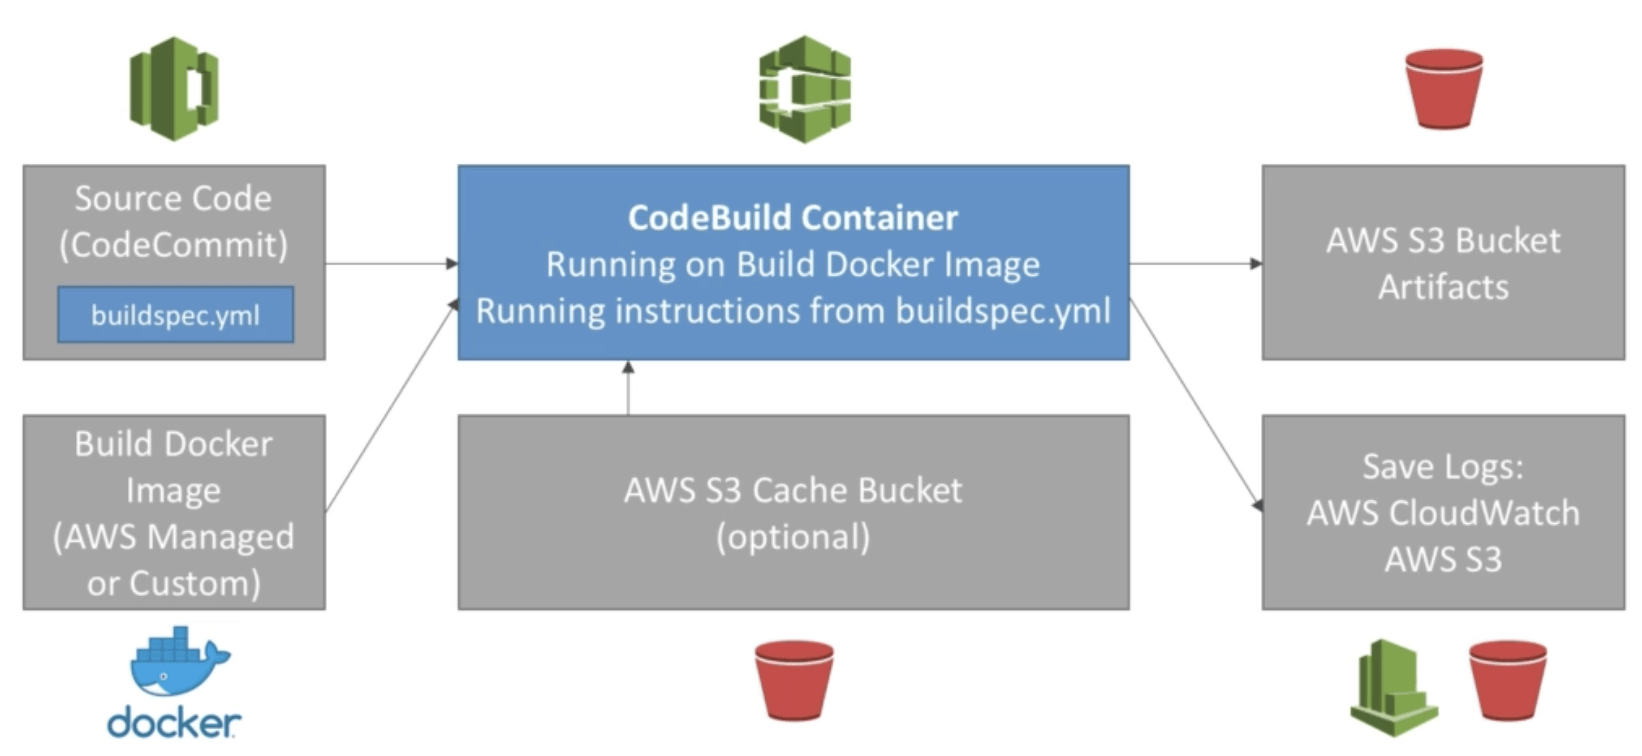 Source Code
(CodeCommit)
buildspec.yml
CodeBuild Container
Running on Build Docker Image
Running instructions from buildspec.yml
AWS S3 Bucket
Artifacts
Build Docker
Image
(AWS Managed
or Custom)
AWS S3 Cache Bucket
(optional)
Save Logs:
AWS CloudWatch
AWS S3
docker